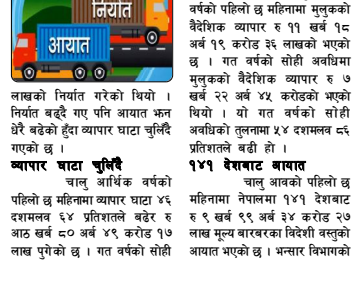 निर्यात
आयात
लाखको निर्यात गरेको थियो ।
निर्यात बढ्दै गए पनि आयात झन
धेरै बढेको हुँदा व्यापार घाटा चुलिँदै
गएको छ ।
व्यापार घाटा चुलिँदै
चालु आर्थिक वर्षको
पहिलो छ महिनामा व्यापार घाटा ४६
दशमलव ६४ प्रतिशतले बढेर रु
आठ खर्ब ८० अर्ब ४९ करोड १७
लाख पुगेको छ । गत वर्षको सोही
वर्षको पहिलो छ महिनामा मुलुकको
वैदेशिक व्यापार रु ११ खर्ब १८
अर्ब १९ करोड ३६ लाखको भएको
छ । गत वर्षको सोही अवधिमा
मुलुकको वैदेशिक व्यापार रु ७
खर्ब २२ अर्ब ४५ करोडको भएको
थियो । यो गत वर्षको सोही
अवधिको तुलनामा ५४ दशमलव ८६
प्रतिशतले बढी हो ।
१४१ देशबाट आयात
चालु आवको पहिलो छ
महिनामा नेपालमा १४१ देशबाट
रु ९ खर्ब ९९ अर्ब ३४ करोड २७
लाख मूल्य बारबरका विदेशी वस्तुको
आयात भएको छ । भन्सार विभागको